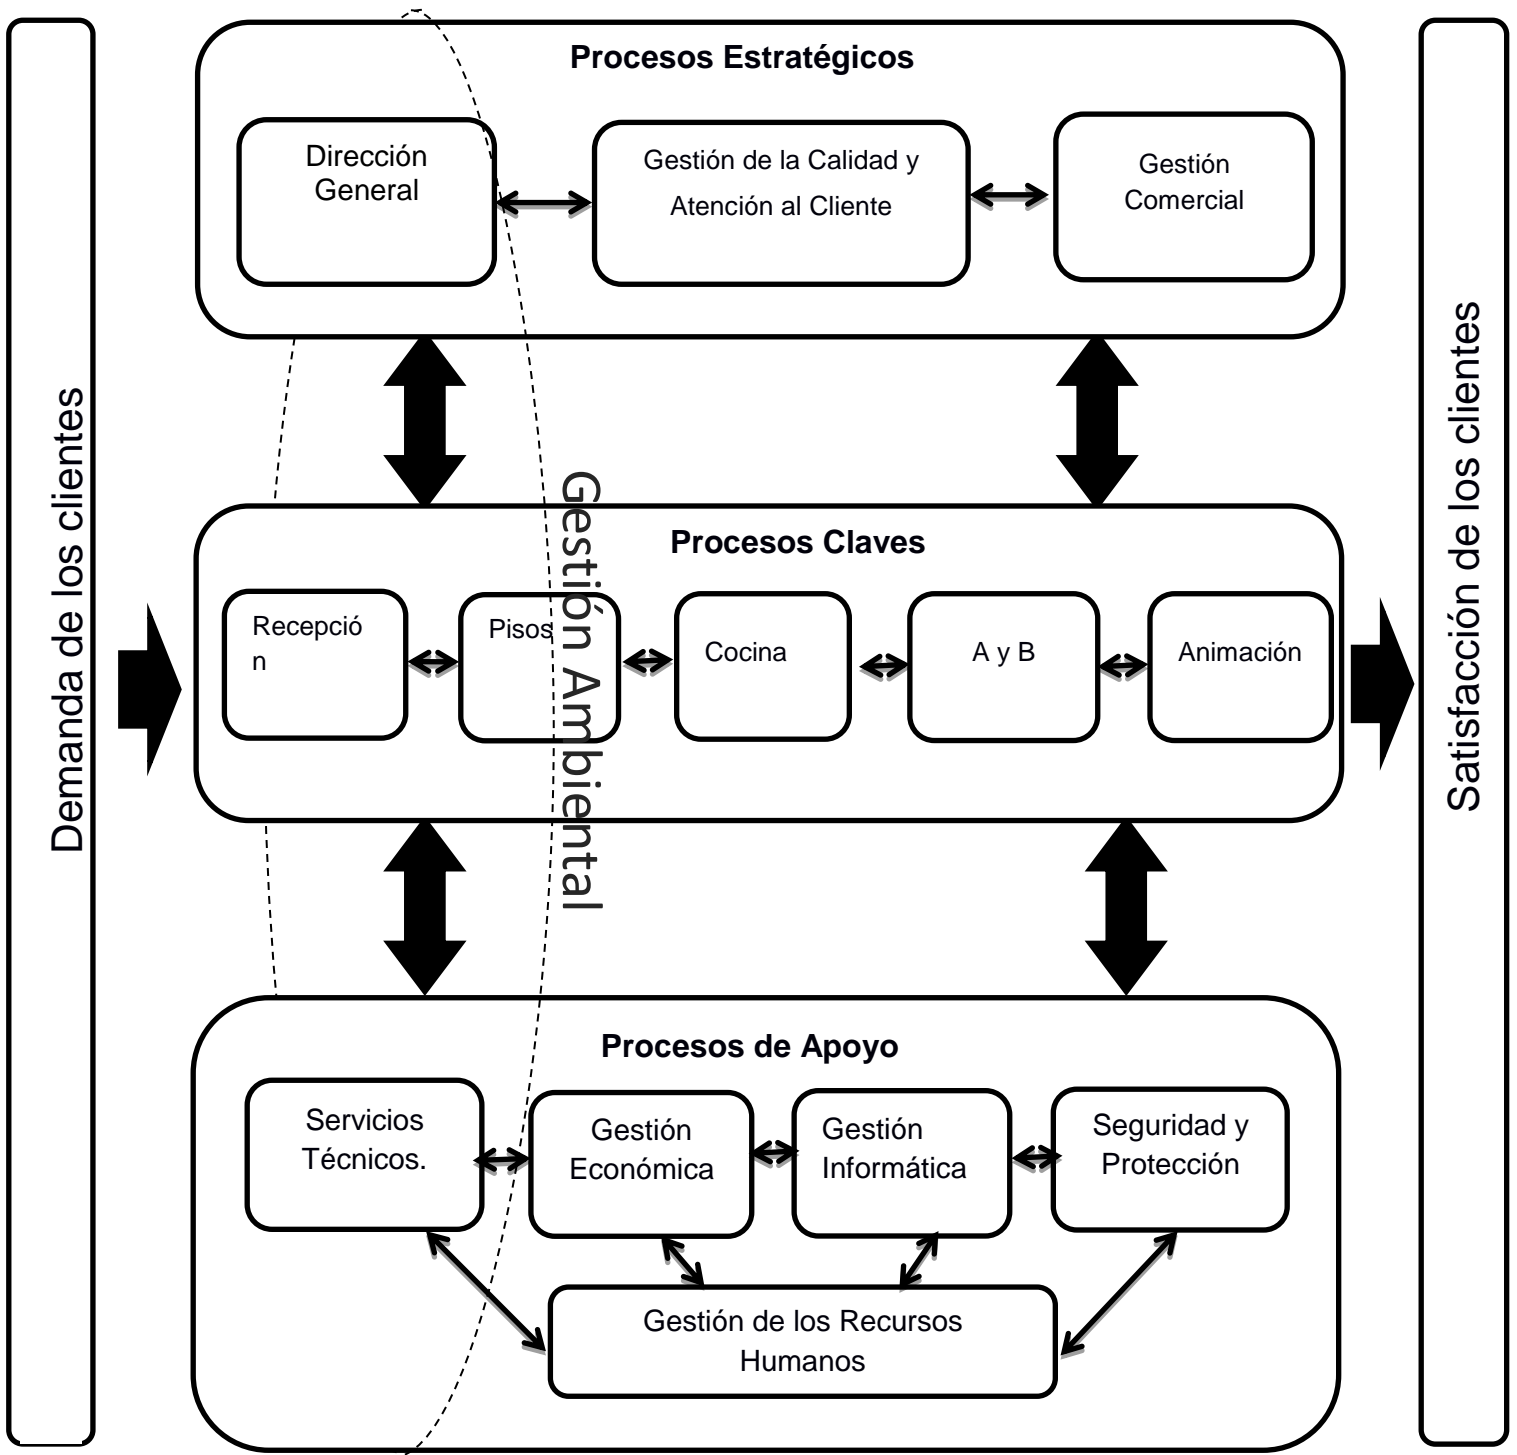 Demanda de los clientes
Procesos Estratégicos
Dirección
General
Gestión de la Calidad y
Atención al Cliente
Gestión
Comercial
Gestión Ambiental
Procesos Claves
Recepció
n
Pisos
Cocina
A y B
Animación
Procesos de Apoyo
Servicios
Técnicos.
Gestión
Económica
Gestión
Informática
Seguridad y
Protección
Gestión de los Recursos
Humanos
Satisfacción de los clientes